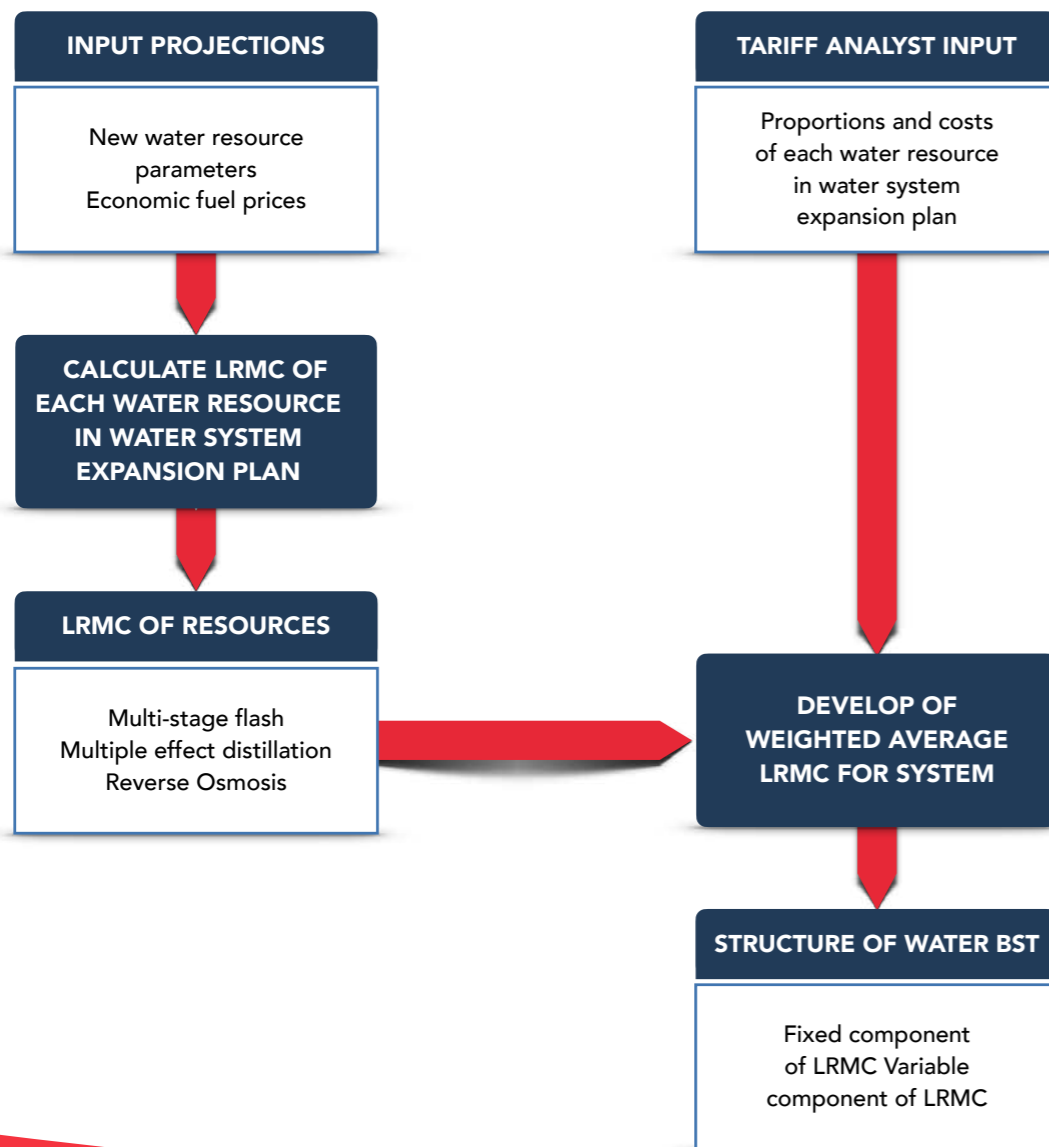 INPUT PROJECTIONS
New water resource
parameters
Economic fuel prices
CALCULATE LRMC OF
EACH WATER RESOURCE
IN WATER SYSTEM
EXPANSION PLAN
LRMC OF RESOURCES
Multi-stage flash
Multiple effect distillation
Reverse Osmosis
TARIFF ANALYST INPUT
Proportions and costs
of each water resource
in water system
expansion plan
DEVELOP OF
WEIGHTED AVERAGE
LRMC FOR SYSTEM
STRUCTURE OF WATER BST
Fixed component
of LRMC Variable
component of LRMC